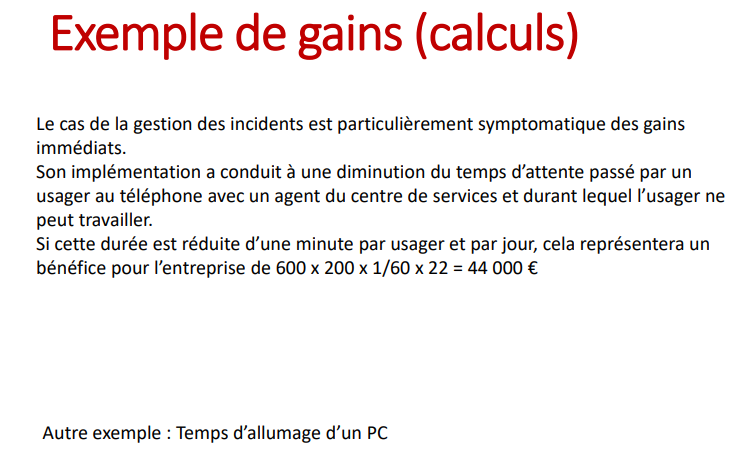 Exemple de gains (calculs)
Le cas de la gestion des incidents est particulièrement symptomatique des gains
immédiats.
Son implémentation a conduit à une diminution du temps d’attente passé par un
usager au téléphone avec un agent du centre de services et durant lequel l’usager ne
peut travailler.
Si cette durée est réduite d’une minute par usager et par jour, cela représentera un
bénéfice pour l’entreprise de 600 x 200 x 1/60 x 22 = 44 000 €
Autre exemple : Temps d’allumage d’un PC